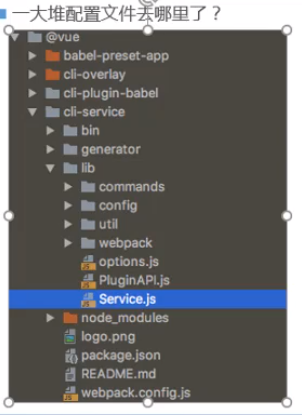 一大堆配置文件去哪里了？
@vue
babel-preset-app
cli-overlay
cli-plugin-babel
cli-service
bin
generator
lib
commands
config
util
webpack
options.js
PluginAPI.js
Service.js
node_modules
logo.png
package.json
README.md
webpack.config.js